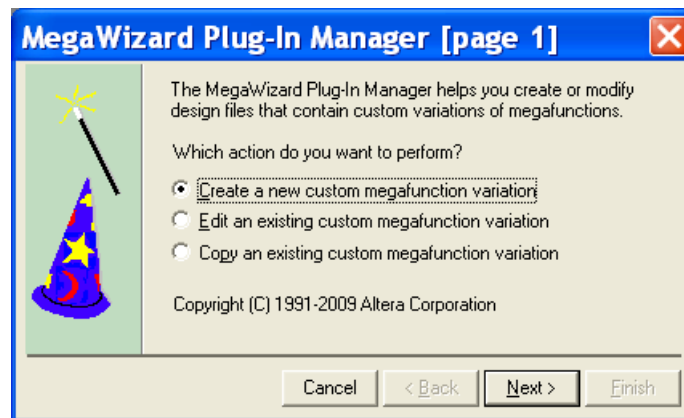 MegaWizard Plug-In Manager [page 1]
The MegaWizard Plug-In Manager helps you create or modify
design files that contain custom variations of megafunctions.
Which action do you want to perform?
Create a new custom megafunction variation
Edit an existing custom megafunction variation
Copy an existing custom megafunction variation
Copyright (C) 1991-2009 Altera Corporation
Cancel < Back Next > Finish